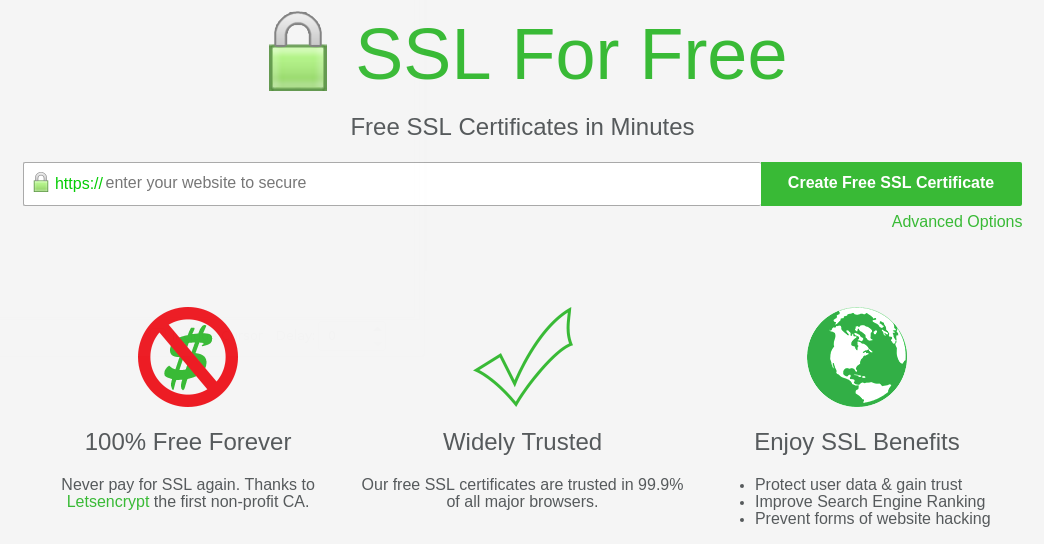 SSL For Free
Free SSL Certificates in Minutes
https:// enter your website to secure
Create Free SSL Certificate
Advanced Options
100% Free Forever
Never pay for SSL again. Thanks to
Letsencrypt the first non-profit CA.
Widely Trusted
Our free SSL certificates are trusted in 99.9%
of all major browsers.
Enjoy SSL Benefits
• Protect user data & gain trust
• Improve Search Engine Ranking
• Prevent forms of website hacking